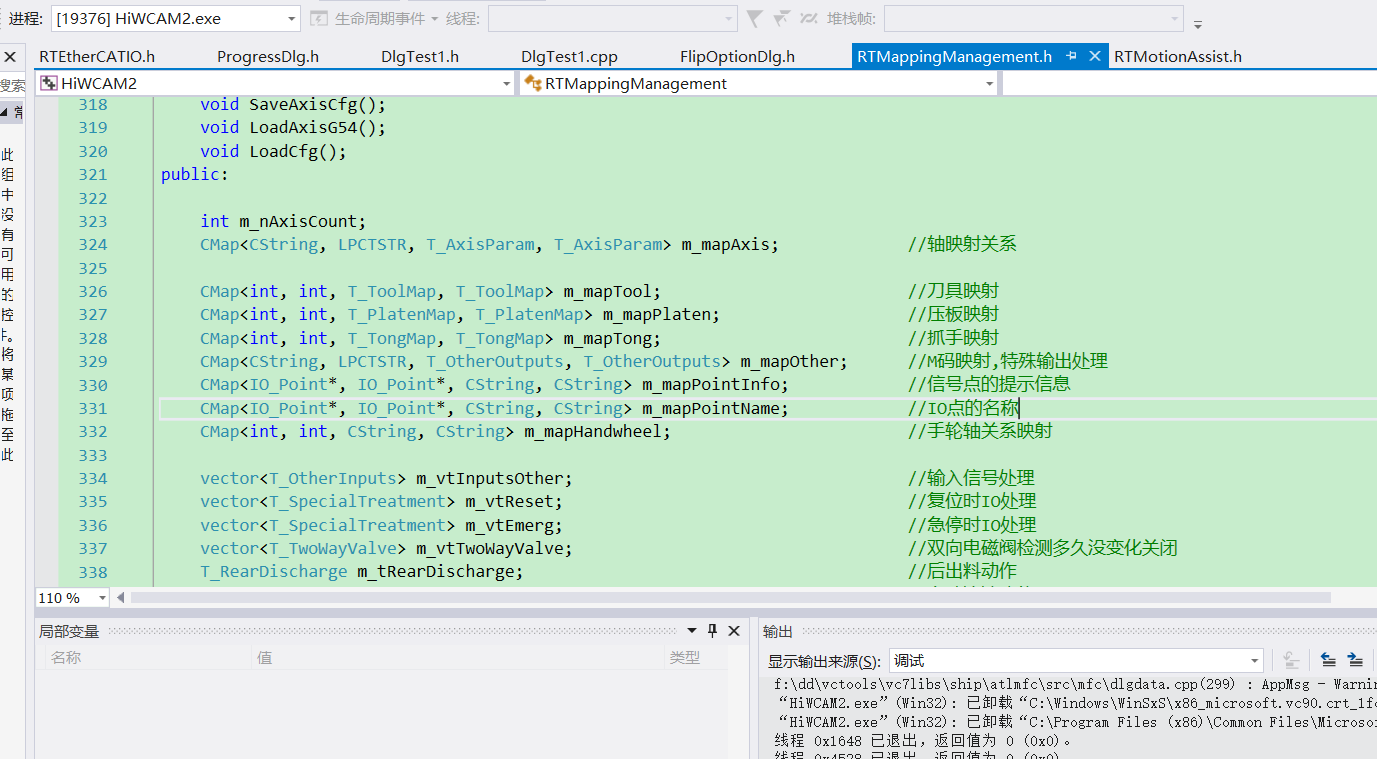 进程: [19376] HiWCAM2.exe 生命周期事件 线程: 堆栈帧:
RTEtherCATIO.h ProgressDlg.h DlgTest1.h DlgTest1.cpp FlipOptionDlg.h RTMappingManagement.h RTMotionAssist.h
搜索
HiWCAM2 RTMappingManagement
常
此
组
中
没
有
可
用
的
控
件。
将
某
项
拖
至
此
318 void SaveAxisCfg();
319 void LoadAxisG54();
320 void LoadCfg();
321 public:
322
323 int m_nAxisCount;
324 CMap<CString, LPCTSTR, T_AxisParam, T_AxisParam> m_mapAxis; //轴映射关系
325
326 CMap<int, int, T_ToolMap, T_ToolMap> m_mapTool; //刀具映射
327 CMap<int, int, T_PlatenMap, T_PlatenMap> m_mapPlaten; //压板映射
328 CMap<int, int, T_TongMap, T_TongMap> m_mapTong; //抓手映射
329 CMap<CString, LPCTSTR, T_OtherOutputs, T_OtherOutputs> m_mapOther; //M码映射,特殊输出处理
330 CMap<IO_Point*, IO_Point*, CString, CString> m_mapPointInfo; //信号点的提示信息
331 CMap<IO_Point*, IO_Point*, CString, CString> m_mapPointName; //IO点的名称
332 CMap<int, int, CString, CString> m_mapHandwheel; //手轮轴关系映射
333
334 vector<T_OtherInputs> m_vtInputsOther; //输入信号处理
335 vector<T_SpecialTreatment> m_vtReset; //复位时IO处理
336 vector<T_SpecialTreatment> m_vtEmerg; //急停时IO处理
337 vector<T_TwoWayValve> m_vtTwoWayValve; //双向电磁阀检测多久没变化关闭
338 T_RearDischarge m_tRearDischarge; //后出料动作
110 %
局部变量
名称 值 类型
输出
显示输出来源(S): 调试
f:\dd\vctools\vc7libs\ship\atlmfc\src\mfc\dlgdata.cpp(299) : AppMsg - Warnin
“HiWCAM2.exe”(Win32): 已卸载“C:\Windows\WinSxS\x86_microsoft.vc90.crt_1fc
“HiWCAM2.exe”(Win32): 已卸载“C:\Program Files (x86)\Common Files\Microsof
线程 0x1648 已退出，返回值为 0 (0x0)。
线程 0x4528 已退出，返回值为 0 (0x0)